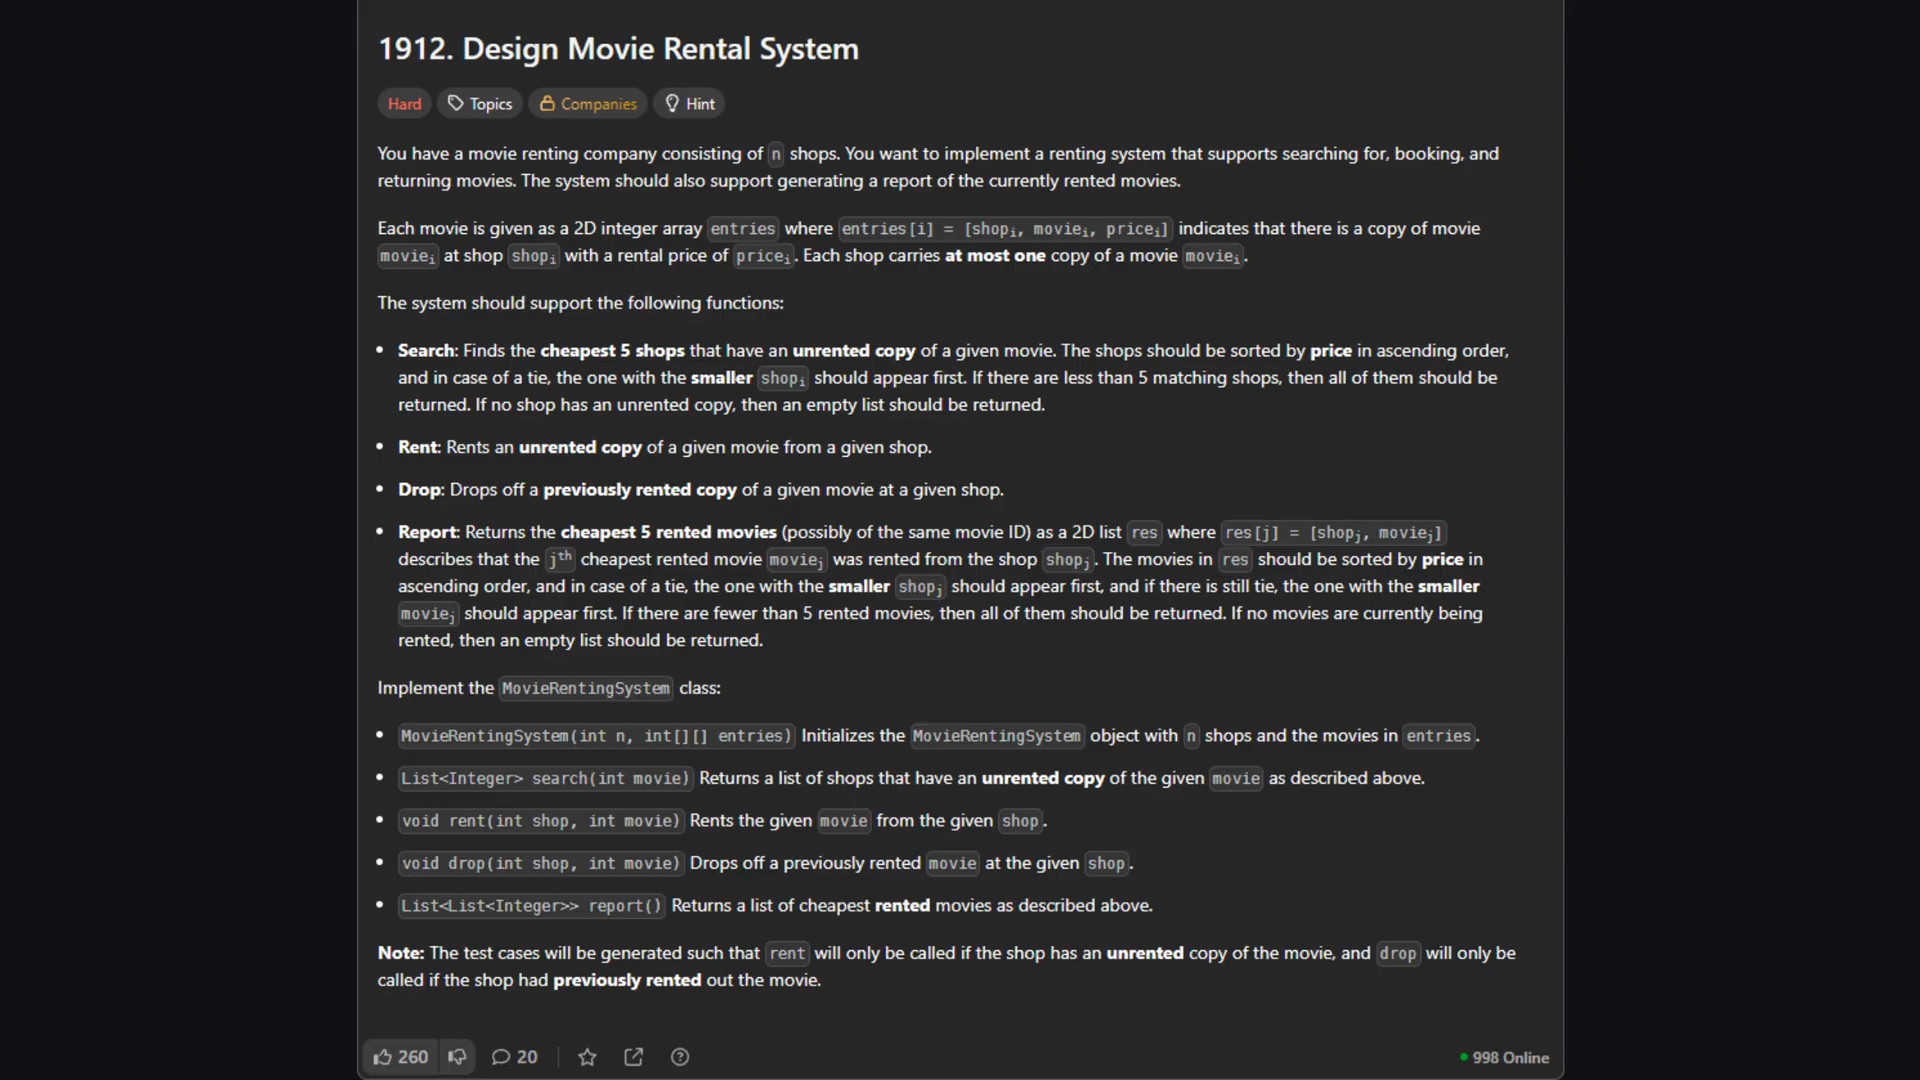 1912. Design Movie Rental System
Hard Topics Companies Hint
You have a movie renting company consisting of n shops. You want to implement a renting system that supports searching for, booking, and
returning movies. The system should also support generating a report of the currently rented movies.
Each movie is given as a 2D integer array entries where entries[i] = [shopᵢ, movieᵢ, priceᵢ] indicates that there is a copy of movie
movieᵢ at shop shopᵢ with a rental price of priceᵢ. Each shop carries at most one copy of a movie movieᵢ.
The system should support the following functions:
• Search: Finds the cheapest 5 shops that have an unrented copy of a given movie. The shops should be sorted by price in ascending order,
and in case of a tie, the one with the smaller shopᵢ should appear first. If there are less than 5 matching shops, then all of them should be
returned. If no shop has an unrented copy, then an empty list should be returned.
• Rent: Rents an unrented copy of a given movie from a given shop.
• Drop: Drops off a previously rented copy of a given movie at a given shop.
• Report: Returns the cheapest 5 rented movies (possibly of the same movie ID) as a 2D list res where res[j] = [shopⱼ, movieⱼ]
describes that the jᵗʰ cheapest rented movie movieⱼ was rented from the shop shopⱼ. The movies in res should be sorted by price in
ascending order, and in case of a tie, the one with the smaller shopⱼ should appear first, and if there is still tie, the one with the smaller
movieⱼ should appear first. If there are fewer than 5 rented movies, then all of them should be returned. If no movies are currently being
rented, then an empty list should be returned.
Implement the MovieRentingSystem class:
• MovieRentingSystem(int n, int[][] entries) Initializes the MovieRentingSystem object with n shops and the movies in entries.
• List<Integer> search(int movie) Returns a list of shops that have an unrented copy of the given movie as described above.
• void rent(int shop, int movie) Rents the given movie from the given shop.
• void drop(int shop, int movie) Drops off a previously rented movie at the given shop.
• List<List<Integer>> report() Returns a list of cheapest rented movies as described above.
Note: The test cases will be generated such that rent will only be called if the shop has an unrented copy of the movie, and drop will only be
called if the shop had previously rented out the movie.
260 20 998 Online